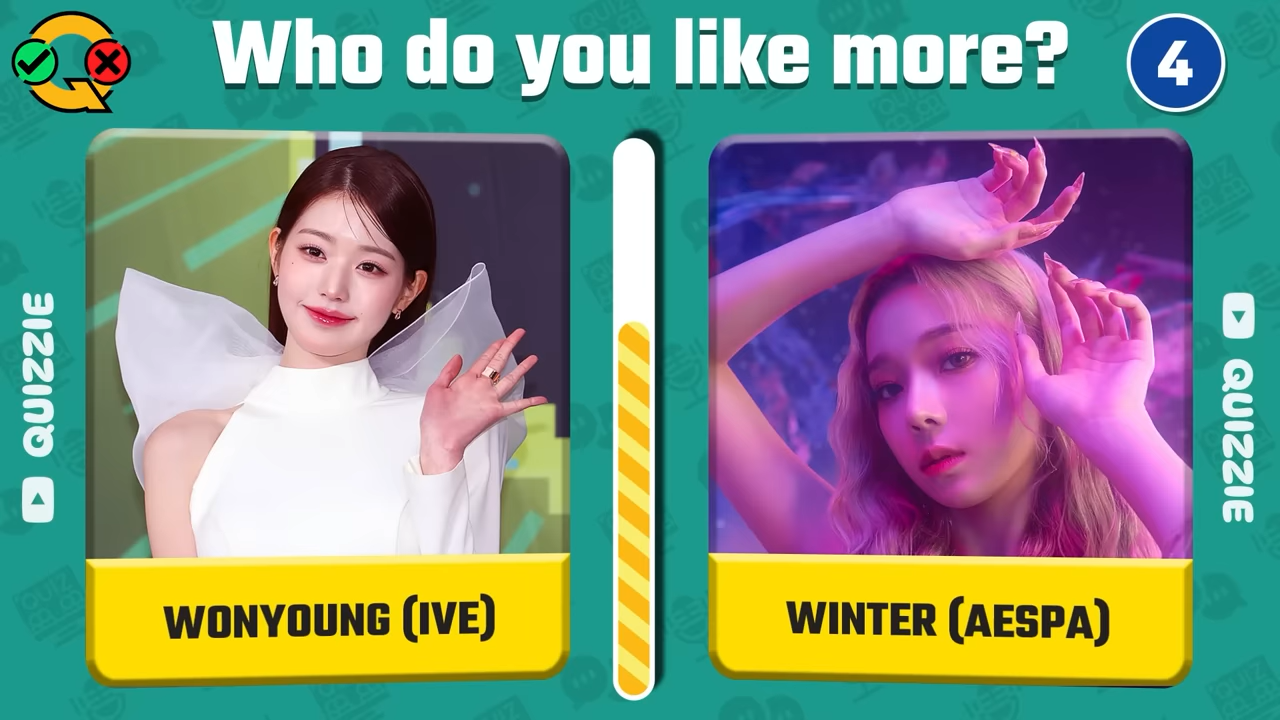 Who do you like more?
4
QUIZZIE
QUIZZIE
WONYOUNG (IVE)
WINTER (AESPA)